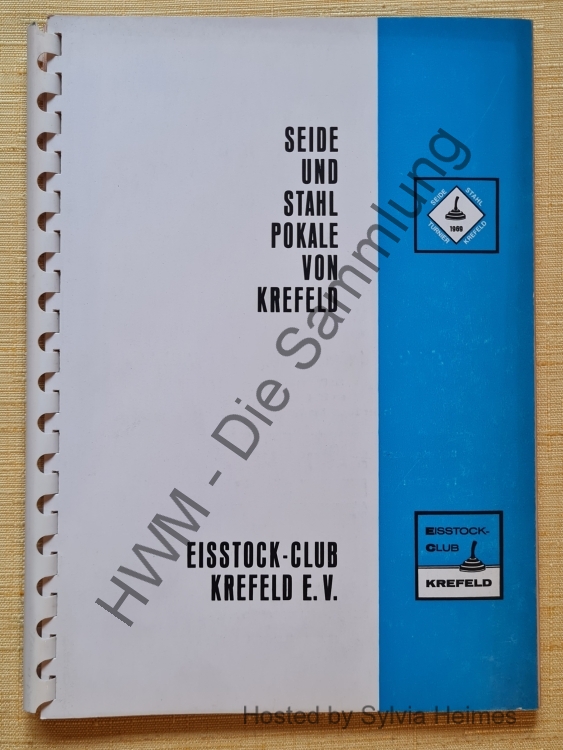 SEIDE
UND
STAHL
POKALE
VON
KREFELD
SEIDE STAHL
1969
TURNIER KREFELD
HWM - Die Sammlung
EISSTOCK-CLUB
KREFELD E. V.
EISSTOCK-
CLUB
KREFELD
Hosted by Sylvia Heimes